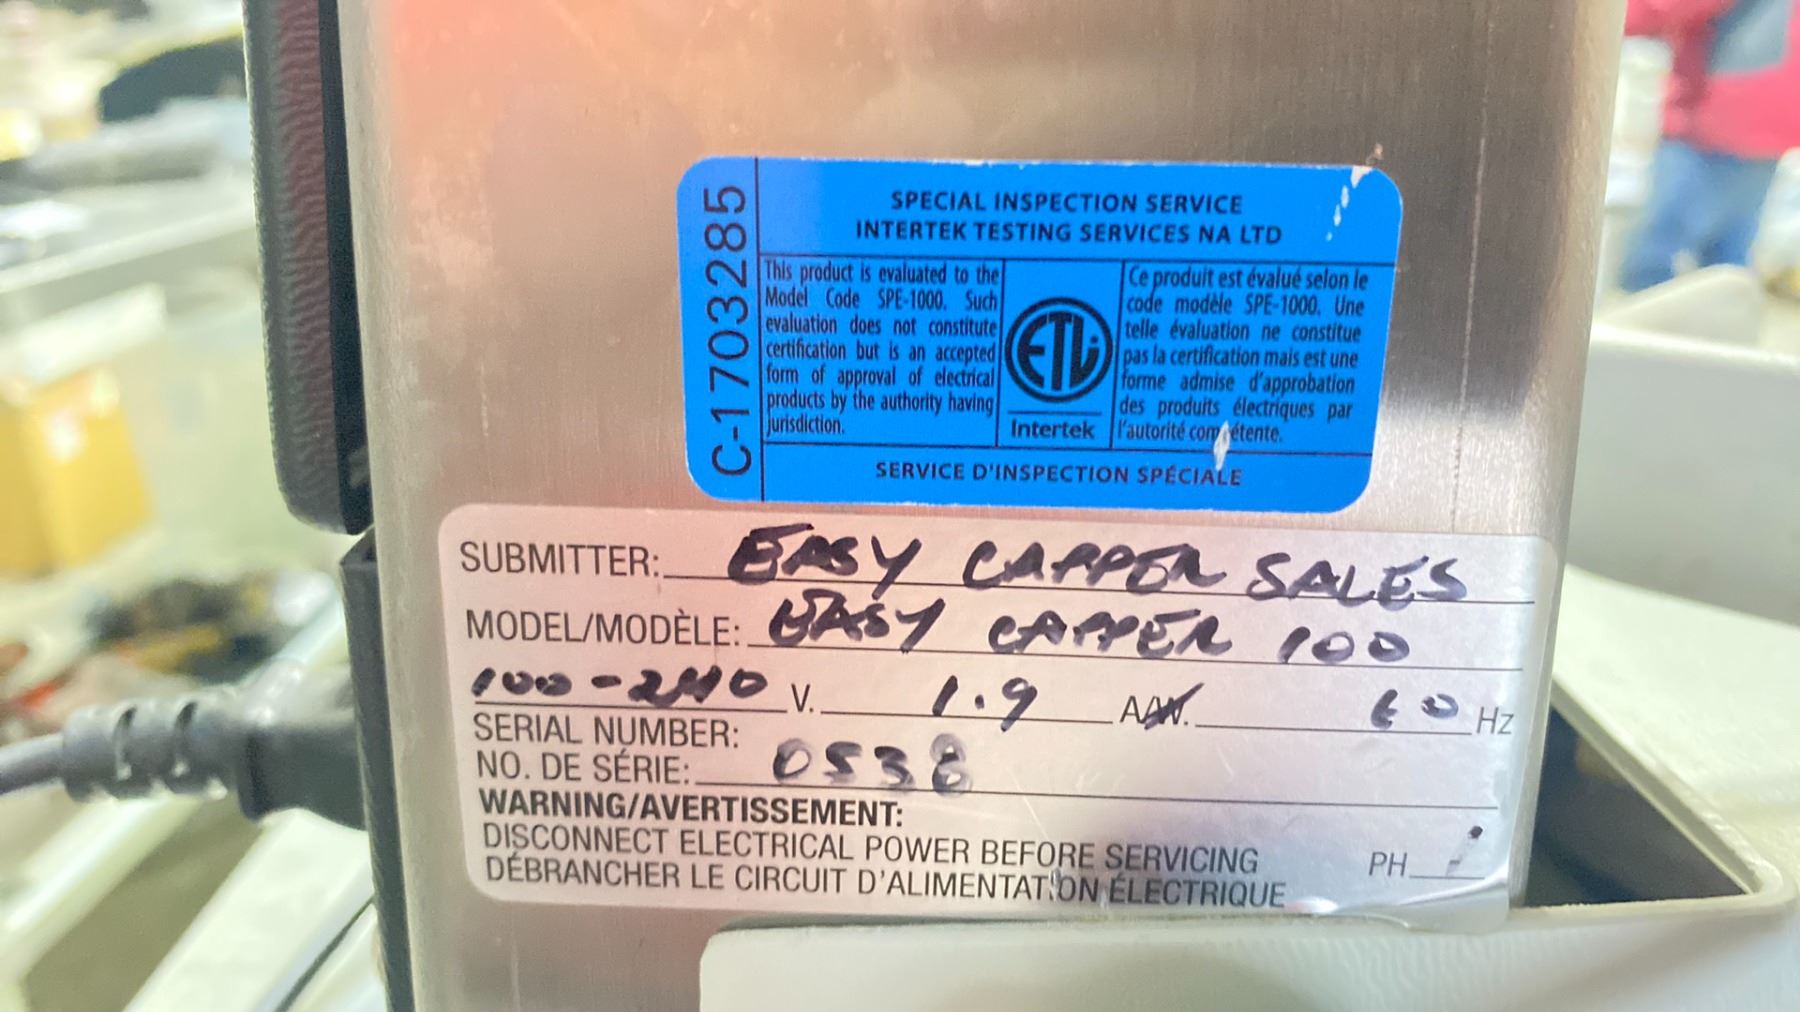 C-1703285
SPECIAL INSPECTION SERVICE
INTERTEK TESTING SERVICES NA LTD
This product is evaluated to the
Model Code SPE-1000. Such
evaluation does not constitute
certification but is an accepted
form of approval of electrical
products by the authority having
jurisdiction.
ETL
Intertek
Ce produit est évalué selon le
code modèle SPE-1000. Une
telle évaluation ne constitue
pas la certification mais est une
forme admise d'approbation
des produits électriques par
l'autorité compétente.
SERVICE D'INSPECTION SPÉCIALE
SUBMITTER: EASY CAPPER SALES
MODEL/MODÈLE: EASY CAPPER 100
100-240 V. 1.9 A/W. 60 Hz
SERIAL NUMBER:
NO. DE SÉRIE: 0538
WARNING/AVERTISSEMENT:
DISCONNECT ELECTRICAL POWER BEFORE SERVICING
DÉBRANCHER LE CIRCUIT D'ALIMENTATION ÉLECTRIQUE
PH